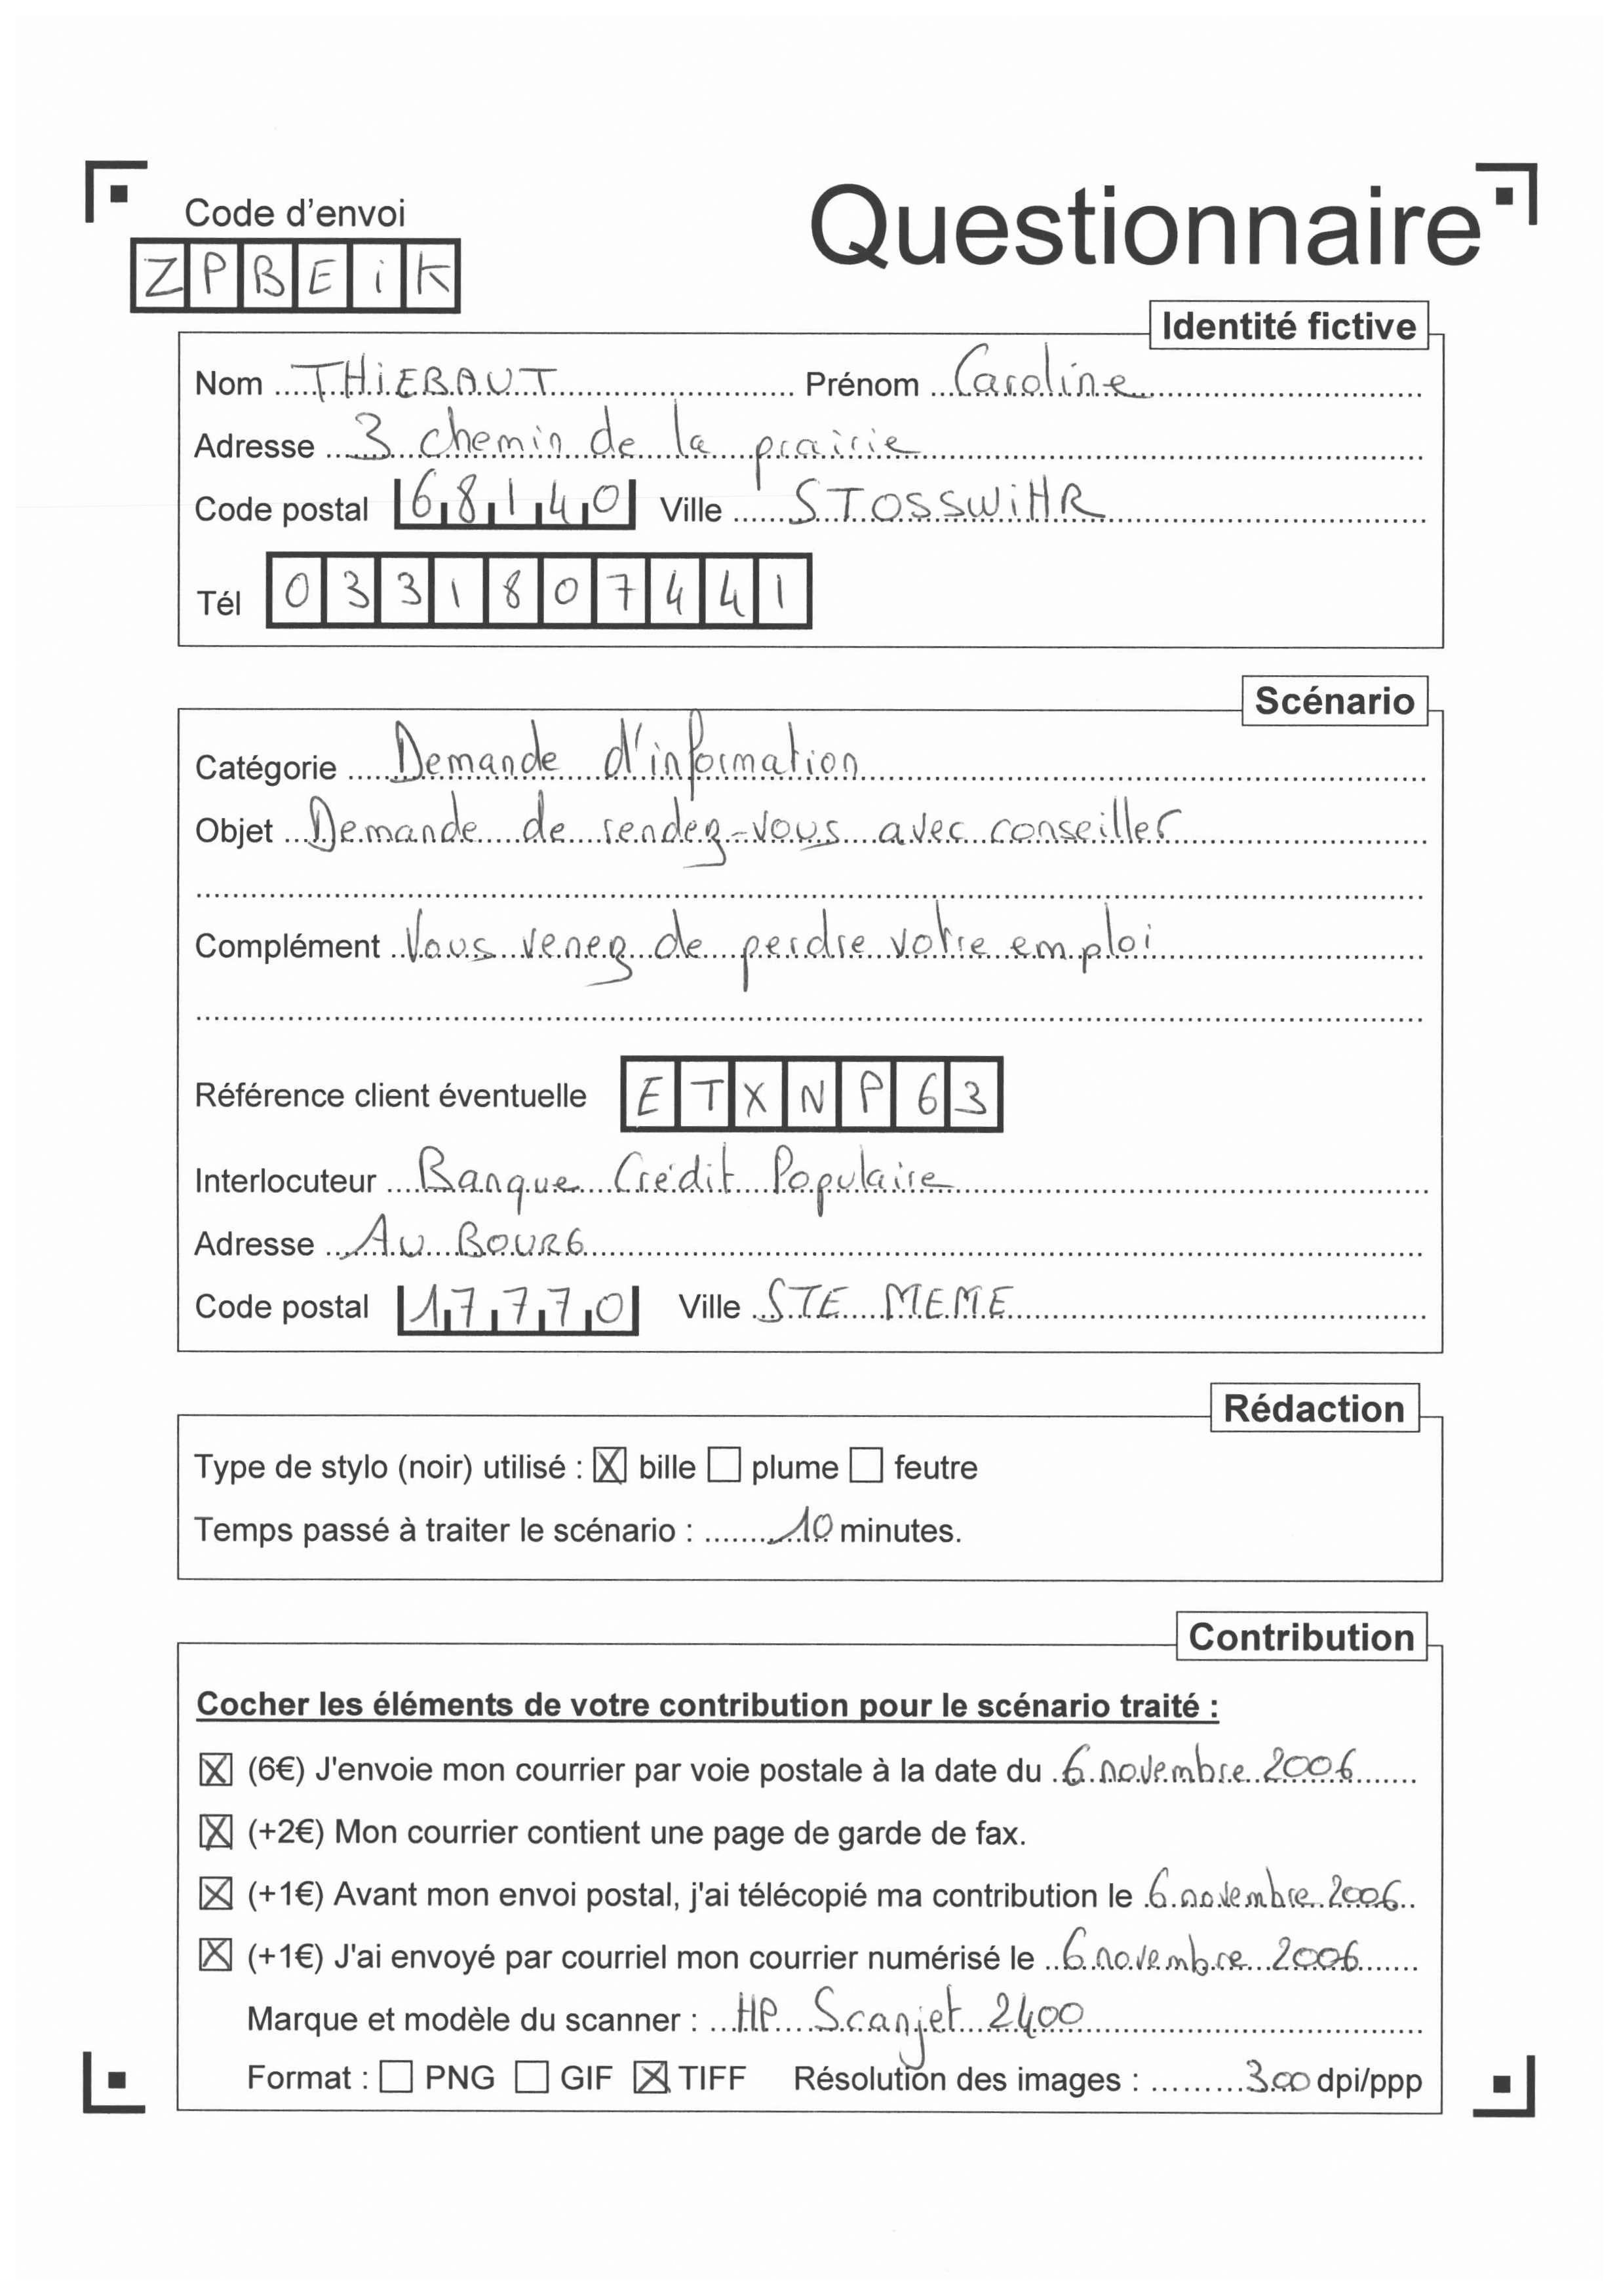 Code d'envoi
Questionnaire
ZPBEiK
Identité fictive
Nom THiEBAUT Prénom Caroline
Adresse 3 chemin de la prairie
Code postal 68140 Ville STOSSWiHR
Tél 0331807441
Scénario
Catégorie Demande d'information
Objet Demande de rendez-vous avec conseiller
Complément Vous venez de perdre votre emploi
Référence client éventuelle ETXNP63
Interlocuteur Banque Crédit Populaire
Adresse AU BOURG
Code postal 17770 Ville STE MEME
Rédaction
Type de stylo (noir) utilisé : ☒ bille ☐ plume ☐ feutre
Temps passé à traiter le scénario : 10 minutes.
Contribution
Cocher les éléments de votre contribution pour le scénario traité :
☒ (6€) J'envoie mon courrier par voie postale à la date du 6 novembre 2006
☒ (+2€) Mon courrier contient une page de garde de fax.
☒ (+1€) Avant mon envoi postal, j'ai télécopié ma contribution le 6 novembre 2006
☒ (+1€) J'ai envoyé par courriel mon courrier numérisé le 6 novembre 2006
Marque et modèle du scanner : HP Scanjet 2400
Format : ☐ PNG ☐ GIF ☒ TIFF Résolution des images : 300 dpi/ppp